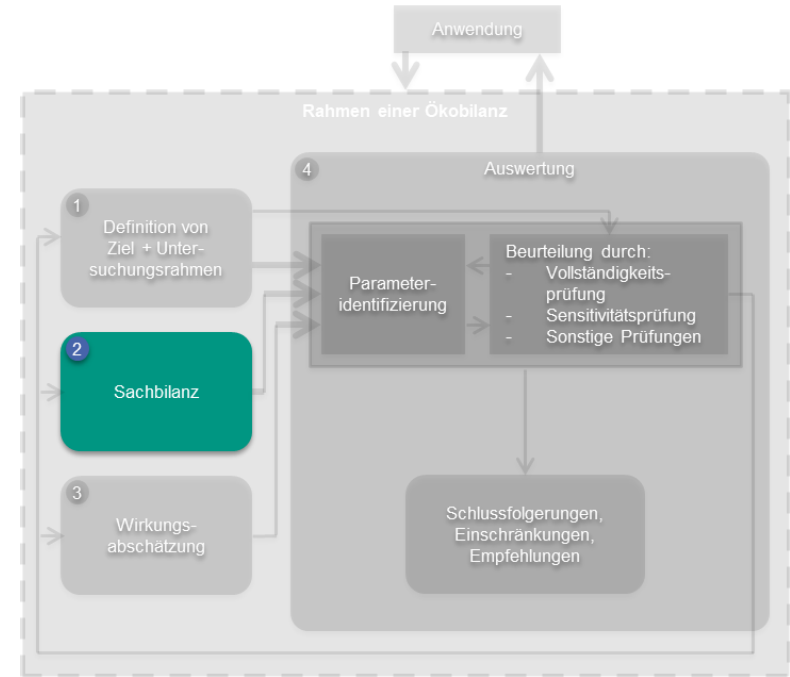 Anwendung
Rahmen einer Ökobilanz
4
Auswertung
1
Definition von
Ziel + Unter-
suchungsrahmen
Parameter-
identifizierung
Beurteilung durch:
- Vollständigkeits-
prüfung
- Sensitivitätsprüfung
- Sonstige Prüfungen
2
Sachbilanz
3
Wirkungs-
abschätzung
Schlussfolgerungen,
Einschränkungen,
Empfehlungen